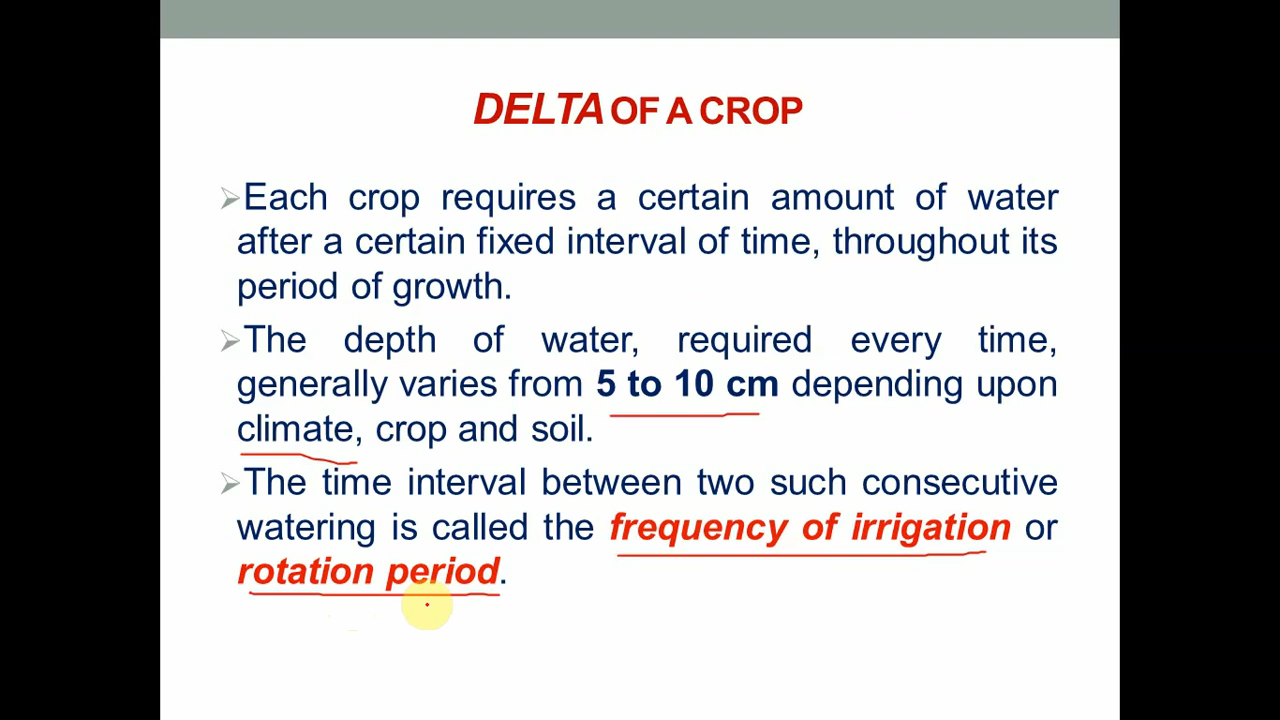 DELTA OF A CROP
➢Each crop requires a certain amount of water
after a certain fixed interval of time, throughout its
period of growth.
➢The depth of water, required every time,
generally varies from 5 to 10 cm depending upon
climate, crop and soil.
➢The time interval between two such consecutive
watering is called the frequency of irrigation or
rotation period.